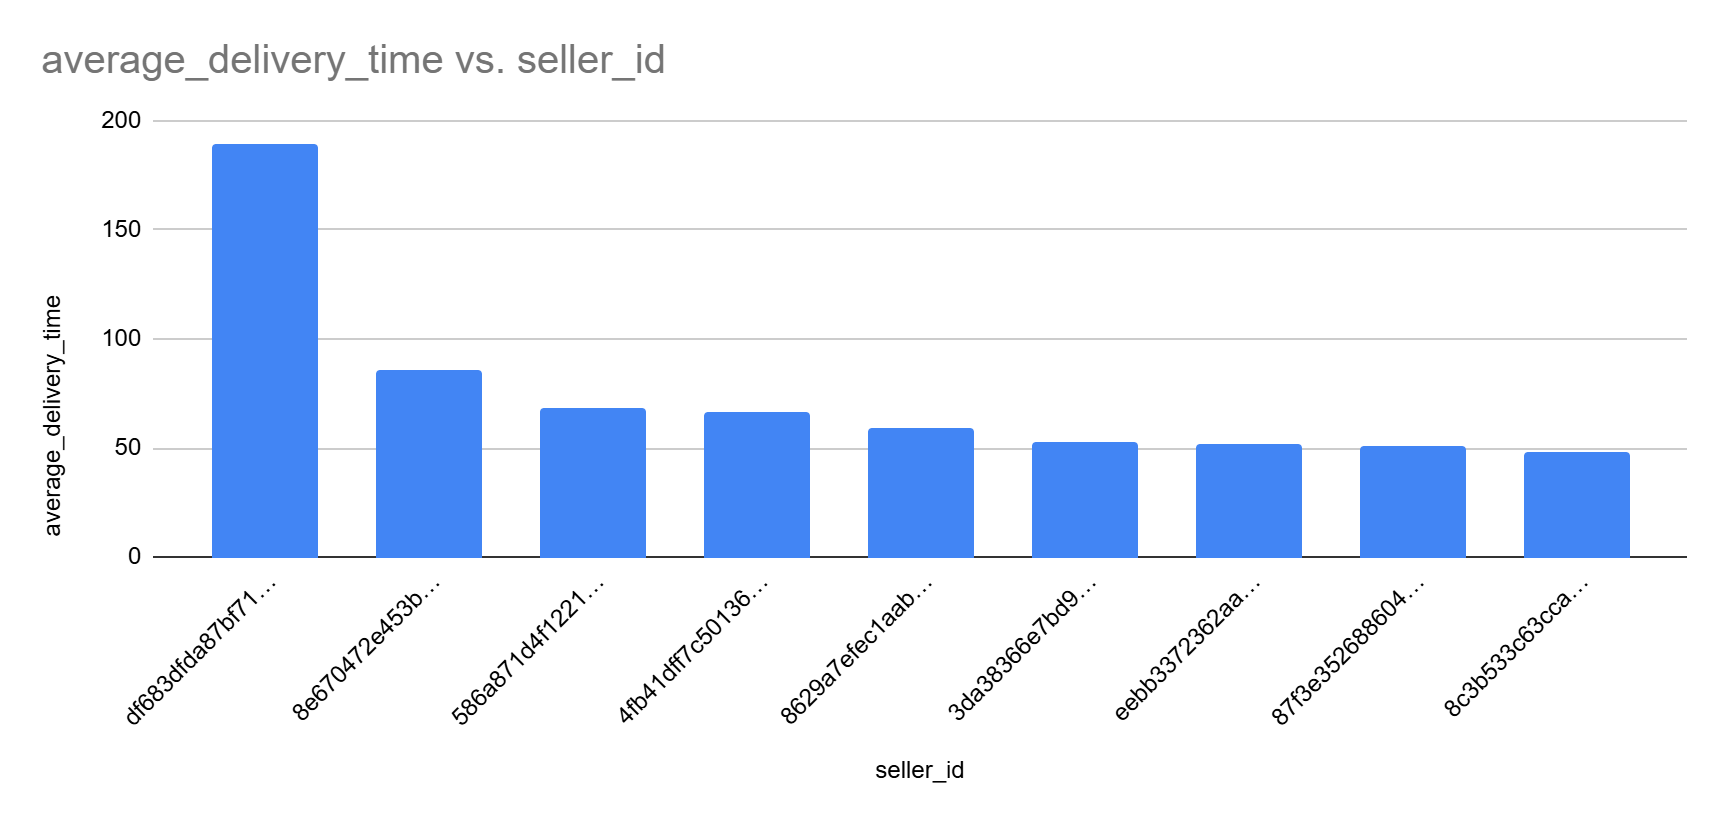 average_delivery_time vs. seller_id
200
150
100
50
0
average_delivery_time
df683dfda87bf71...
8e670472e453b...
586a871d4f1221...
4fb41dff7c50136...
8629a7efec1aab...
3da38366e7bd9...
eebb3372362aa...
87f3e352688604...
8c3b533c63cca...
seller_id